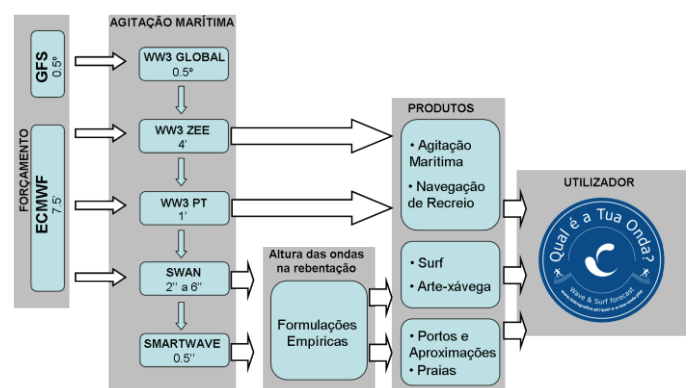 FORÇAMENTO
GFS
0.5º
ECMWF
7.5'
AGITAÇÃO MARÍTIMA
WW3 GLOBAL
0.5º
WW3 ZEE
4'
WW3 PT
1'
SWAN
2'' a 6''
SMARTWAVE
0.5''
Altura das ondas
na rebentação
Formulações
Empíricas
PRODUTOS
• Agitação
Marítima
• Navegação
de Recreio
• Surf
• Arte-xávega
• Portos e
Aproximações
• Praias
UTILIZADOR
Qual é a Tua Onda?
Wave & Surf forecast